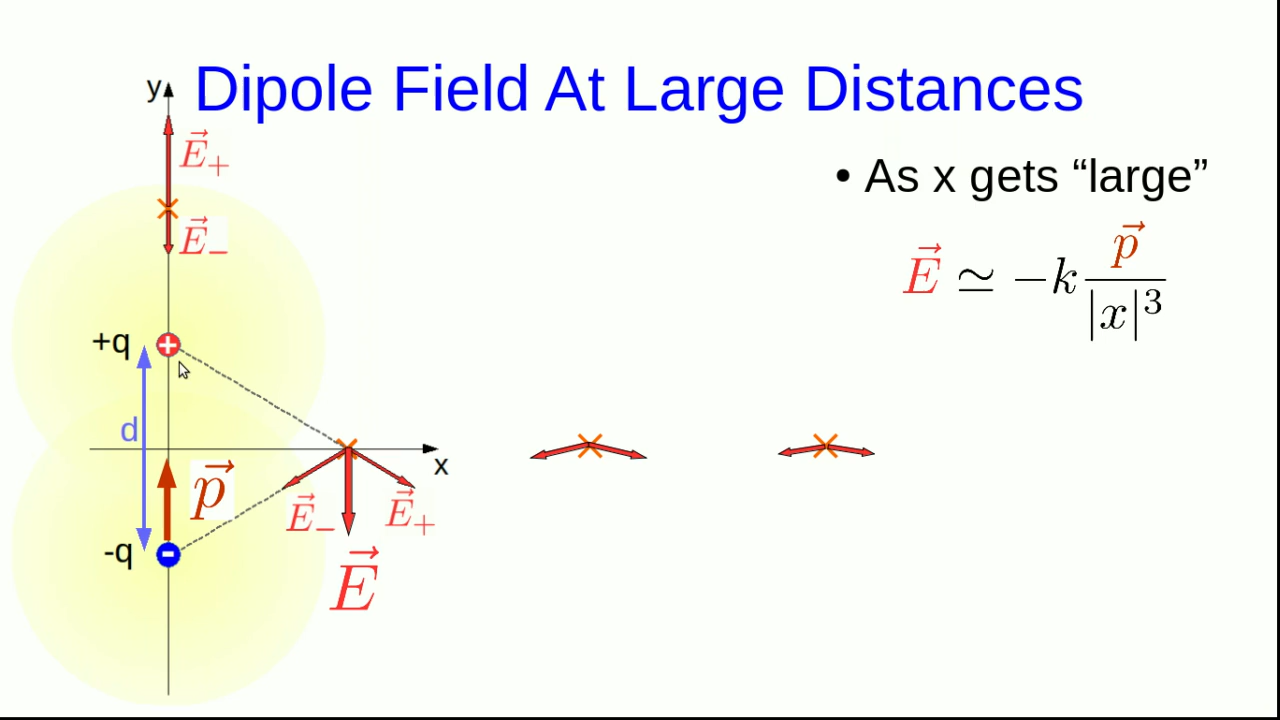 Dipole Field At Large Distances
y
E⃗₊
E⃗₋
• As x gets “large”
E⃗ ≃ −k p⃗/|x|³
+q
+
d
x
p⃗
E⃗₋
E⃗₊
-q
-
E⃗